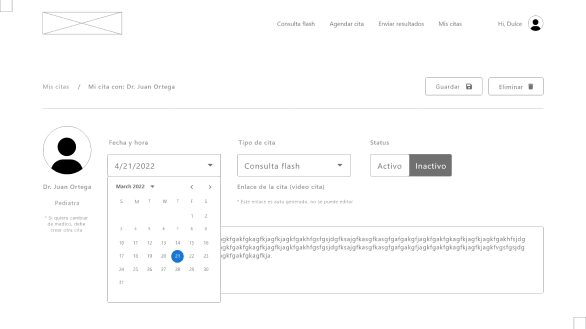 Consulta flash Agendar cita Enviar resultados Mis citas Hi, Dulce
Mis citas / Mi cita con: Dr. Juan Ortega Guardar Eliminar
Fecha y hora Tipo de cita Status
4/21/2022 Consulta flash Activo Inactivo
March 2022
Dr. Juan Ortega
Enlace de la cita (video cita)
S M T W T F S
Pediatra
* Este enlace es auto generado, no se puede editar
* Si quiere cambiar
de medico, debe
crear otra cita
1 2
3 4 5 6 7 8 9
10 11 12 13 14 15 16
17 18 19 20 21 22 23
24 25 26 27 28 29 30
31